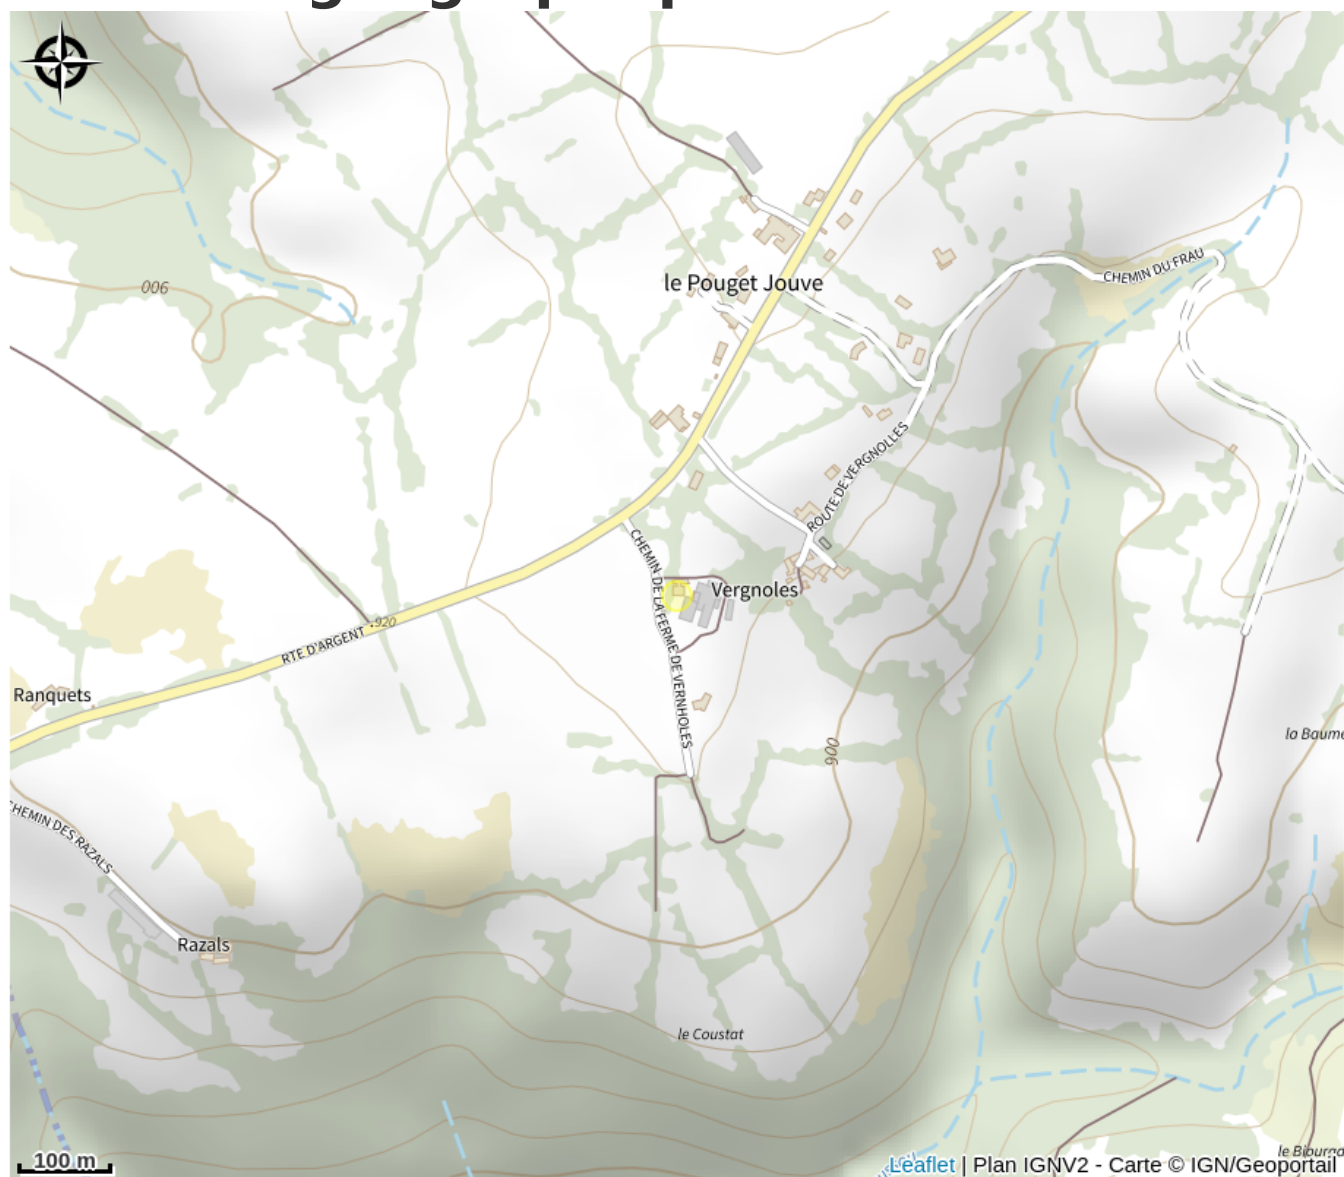 le Pouget Jouve
CHEMIN DU FRAU
900
ROUTE DE VERGNOLLES
CHEMIN DE LA FERME DE VERNHOLES
Vergnoles
920
RTE D'ARGENT
Ranquets
la Baume
900
CHEMIN DES RAZALS
Razals
le Coustat
100 m
Leaflet | Plan IGNV2 - Carte © IGN/Geoportail